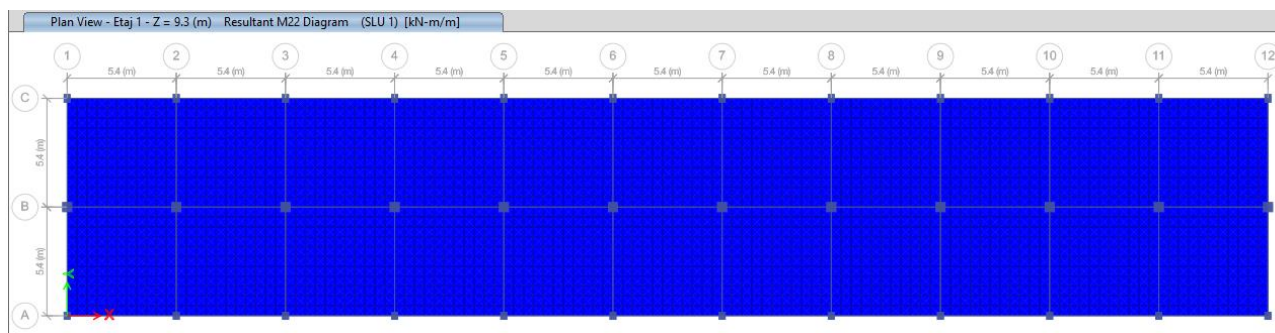 Plan View - Etaj 1 - Z = 9.3 (m) Resultant M22 Diagram (SLU 1) [kN-m/m]
1 2 3 4 5 6 7 8 9 10 11 12
5.4 (m) 5.4 (m) 5.4 (m) 5.4 (m) 5.4 (m) 5.4 (m) 5.4 (m) 5.4 (m) 5.4 (m) 5.4 (m) 5.4 (m)
C
5.4 (m)
B
5.4 (m)
Y
A X